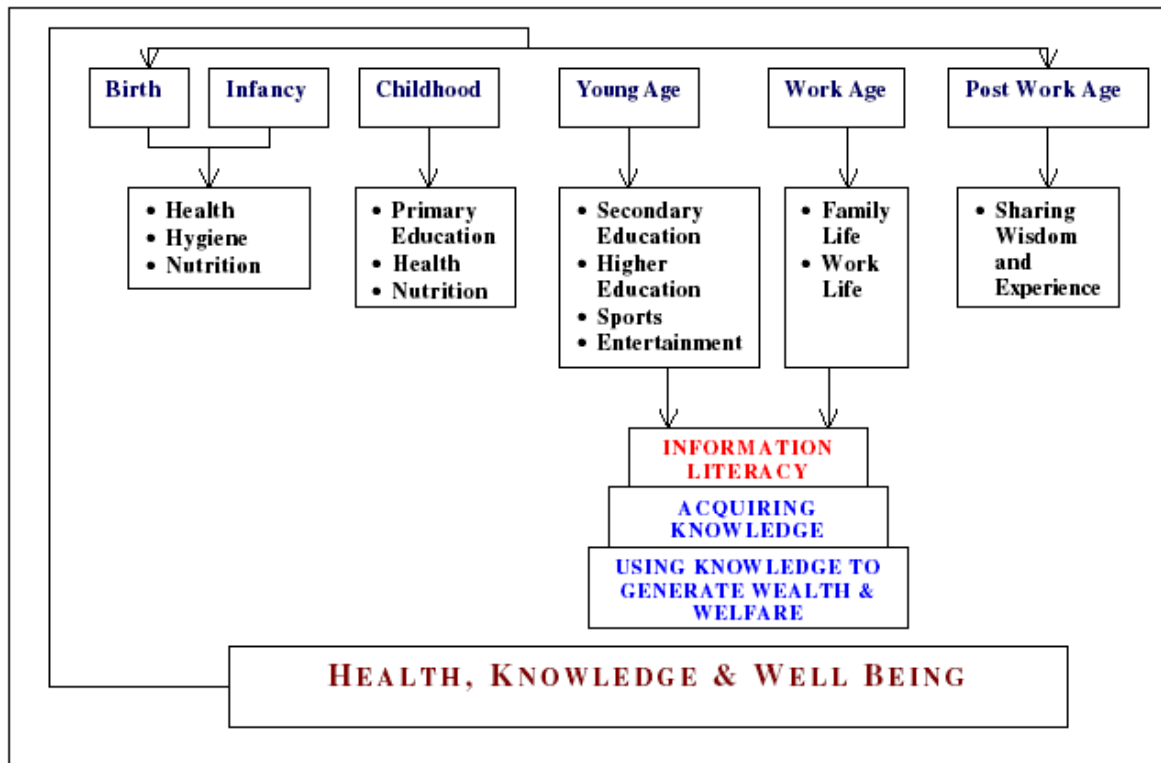 Birth
Infancy
Childhood
Young Age
Work Age
Post Work Age
• Health
• Hygiene
• Nutrition
• Primary
Education
• Health
• Nutrition
• Secondary
Education
• Higher
Education
• Sports
• Entertainment
• Family
Life
• Work
Life
• Sharing
Wisdom
and
Experience
INFORMATION
LITERACY
ACQUIRING
KNOWLEDGE
USING KNOWLEDGE TO
GENERATE WEALTH &
WELFARE
HEALTH, KNOWLEDGE & WELL BEING